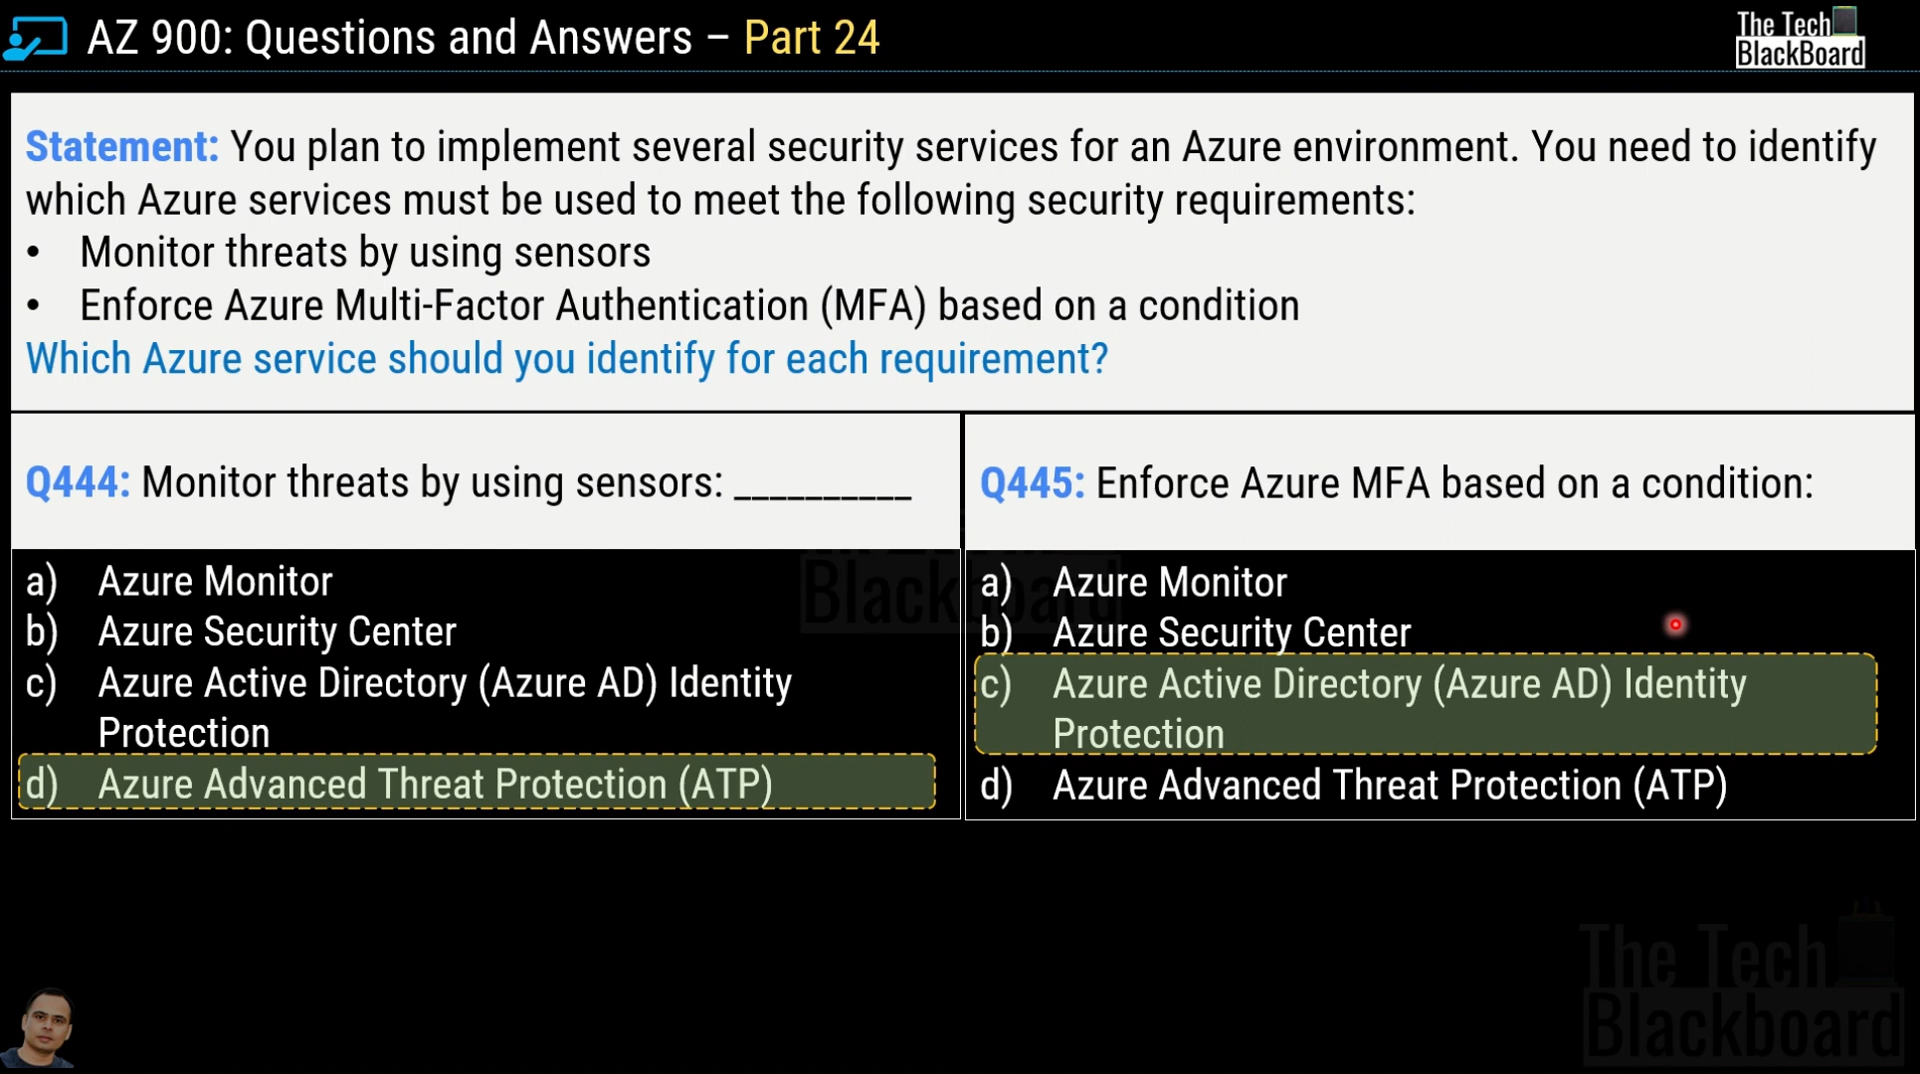 AZ 900: Questions and Answers – Part 24
The Tech
BlackBoard
Statement: You plan to implement several security services for an Azure environment. You need to identify
which Azure services must be used to meet the following security requirements:
• Monitor threats by using sensors
• Enforce Azure Multi-Factor Authentication (MFA) based on a condition
Which Azure service should you identify for each requirement?
Q444: Monitor threats by using sensors: __________
a) Azure Monitor
b) Azure Security Center
c) Azure Active Directory (Azure AD) Identity
Protection
d) Azure Advanced Threat Protection (ATP)
Q445: Enforce Azure MFA based on a condition:
a) Azure Monitor
b) Azure Security Center
c) Azure Active Directory (Azure AD) Identity
Protection
d) Azure Advanced Threat Protection (ATP)
Blackboard
The Tech
Blackboard